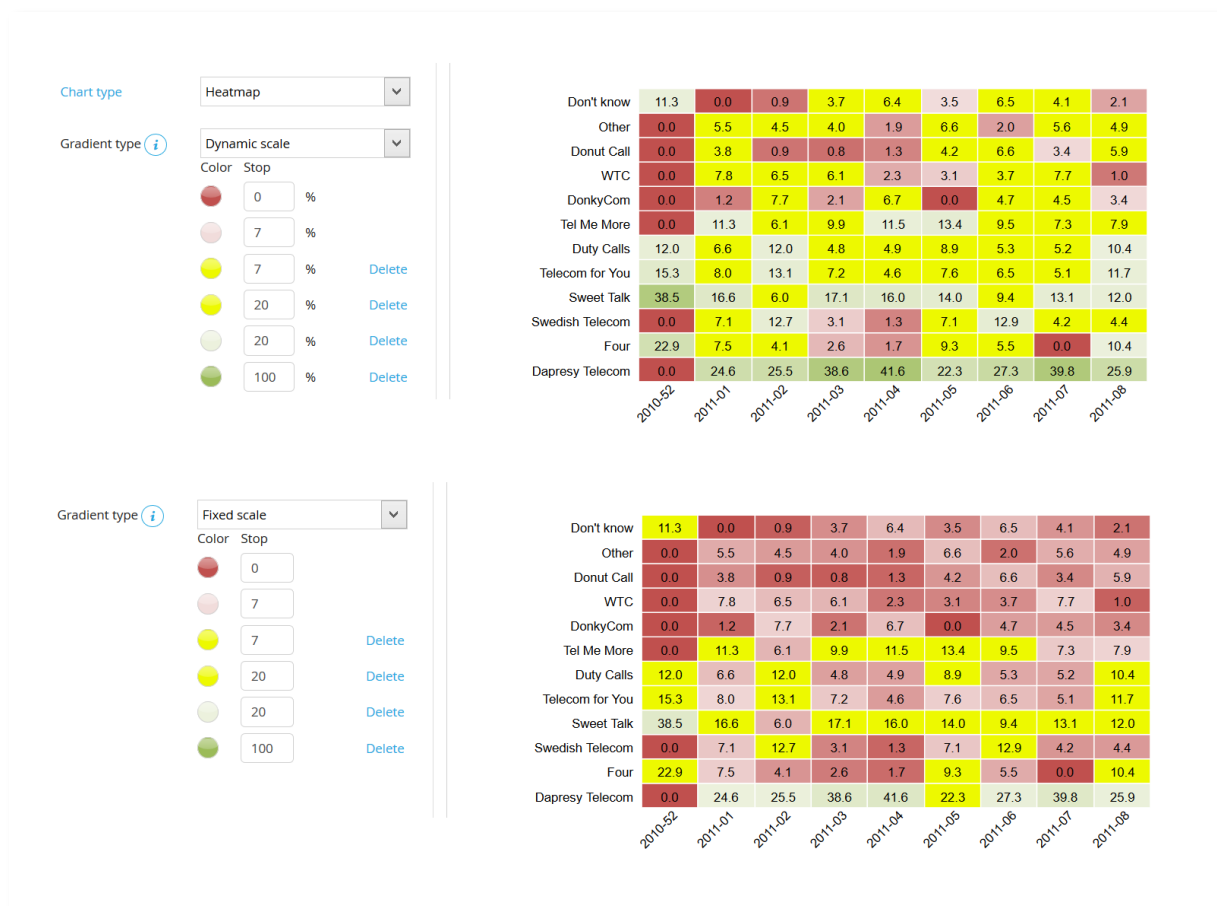 Chart type Heatmap
Gradient type i Dynamic scale
Color Stop
0 %
7 %
7 % Delete
20 % Delete
20 % Delete
100 % Delete
Don't know 11.3 0.0 0.9 3.7 6.4 3.5 6.5 4.1 2.1
Other 0.0 5.5 4.5 4.0 1.9 6.6 2.0 5.6 4.9
Donut Call 0.0 3.8 0.9 0.8 1.3 4.2 6.6 3.4 5.9
WTC 0.0 7.8 6.5 6.1 2.3 3.1 3.7 7.7 1.0
DonkyCom 0.0 1.2 7.7 2.1 6.7 0.0 4.7 4.5 3.4
Tel Me More 0.0 11.3 6.1 9.9 11.5 13.4 9.5 7.3 7.9
Duty Calls 12.0 6.6 12.0 4.8 4.9 8.9 5.3 5.2 10.4
Telecom for You 15.3 8.0 13.1 7.2 4.6 7.6 6.5 5.1 11.7
Sweet Talk 38.5 16.6 6.0 17.1 16.0 14.0 9.4 13.1 12.0
Swedish Telecom 0.0 7.1 12.7 3.1 1.3 7.1 12.9 4.2 4.4
Four 22.9 7.5 4.1 2.6 1.7 9.3 5.5 0.0 10.4
Dapresy Telecom 0.0 24.6 25.5 38.6 41.6 22.3 27.3 39.8 25.9
2010-52 2011-01 2011-02 2011-03 2011-04 2011-05 2011-06 2011-07 2011-08
Gradient type i Fixed scale
Color Stop
0
7
7 Delete
20 Delete
20 Delete
100 Delete
Don't know 11.3 0.0 0.9 3.7 6.4 3.5 6.5 4.1 2.1
Other 0.0 5.5 4.5 4.0 1.9 6.6 2.0 5.6 4.9
Donut Call 0.0 3.8 0.9 0.8 1.3 4.2 6.6 3.4 5.9
WTC 0.0 7.8 6.5 6.1 2.3 3.1 3.7 7.7 1.0
DonkyCom 0.0 1.2 7.7 2.1 6.7 0.0 4.7 4.5 3.4
Tel Me More 0.0 11.3 6.1 9.9 11.5 13.4 9.5 7.3 7.9
Duty Calls 12.0 6.6 12.0 4.8 4.9 8.9 5.3 5.2 10.4
Telecom for You 15.3 8.0 13.1 7.2 4.6 7.6 6.5 5.1 11.7
Sweet Talk 38.5 16.6 6.0 17.1 16.0 14.0 9.4 13.1 12.0
Swedish Telecom 0.0 7.1 12.7 3.1 1.3 7.1 12.9 4.2 4.4
Four 22.9 7.5 4.1 2.6 1.7 9.3 5.5 0.0 10.4
Dapresy Telecom 0.0 24.6 25.5 38.6 41.6 22.3 27.3 39.8 25.9
2010-52 2011-01 2011-02 2011-03 2011-04 2011-05 2011-06 2011-07 2011-08